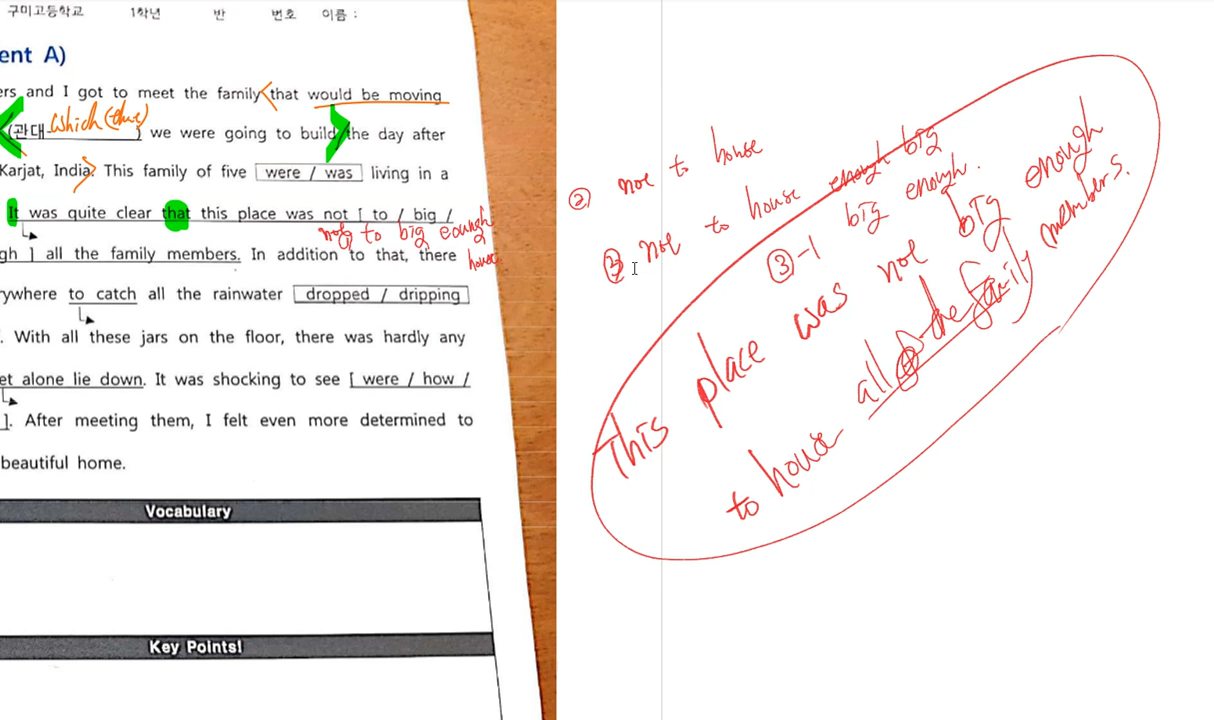 구미고등학교 1학년 반 번호 이름 :
ent A)
ers and I got to meet the family that would be moving
(관대 which (that) ) we were going to build the day after
Karjat, India. This family of five were / was living in a
It was quite clear that this place was not [ to / big /
not to big eough
gh ] all the family members. In addition to that, there
house
rywhere to catch all the rainwater dropped / dripping
. With all these jars on the floor, there was hardly any
et alone lie down. It was shocking to see [ were / how /
]. After meeting them, I felt even more determined to
beautiful home.
Vocabulary
Key Points!
② not to house
③ not to house enough big
big enough.
③-1
This place was not big enough
to house all the family members.